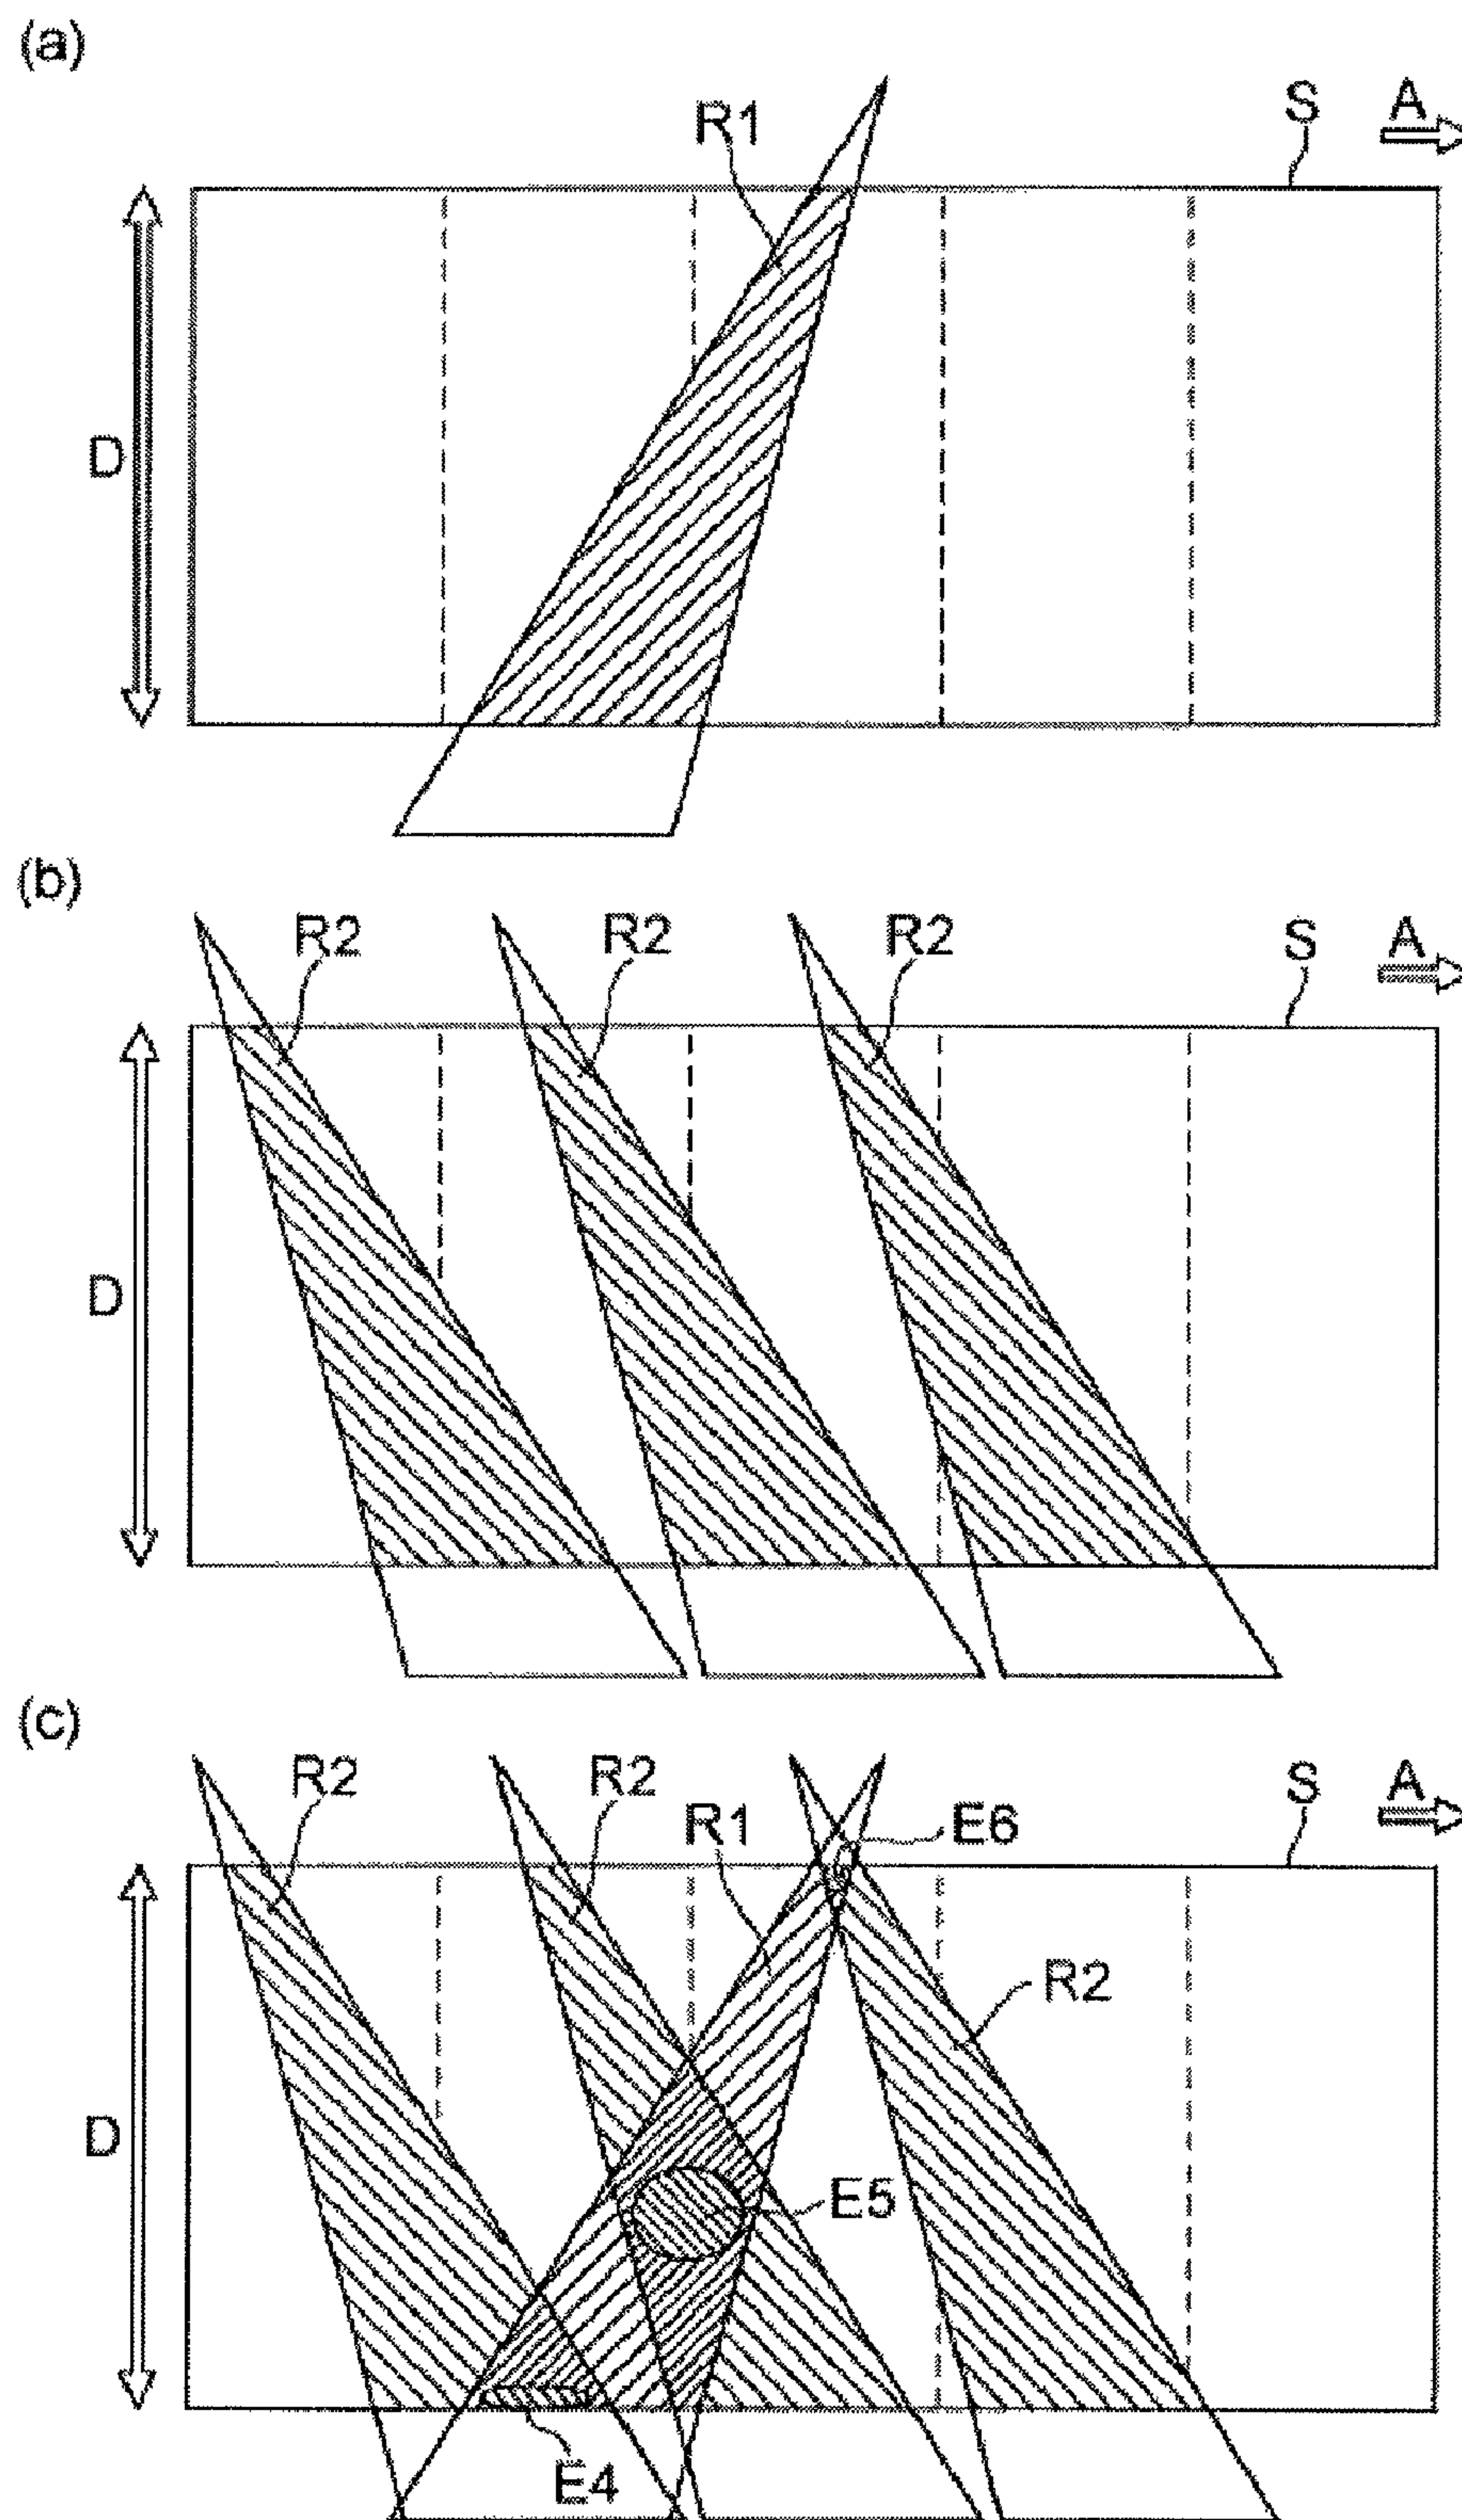 (a)
R1 S A
D
(b)
R2 R2 R2 S A
D
(c)
R2 R2 R1 E6 S A
R2
D
E5
E4